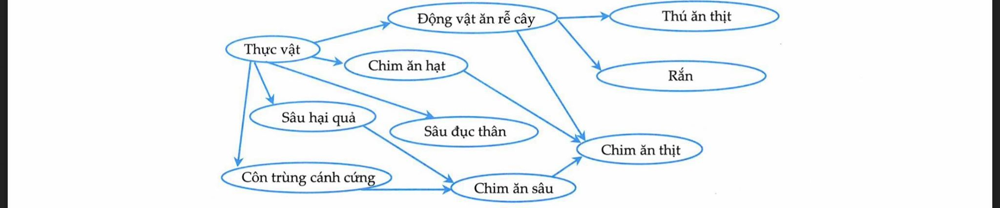 Động vật ăn rễ cây
Thú ăn thịt
Thực vật
Chim ăn hạt
Rắn
Sâu hại quả
Sâu đục thân
Chim ăn thịt
Côn trùng cánh cứng
Chim ăn sâu